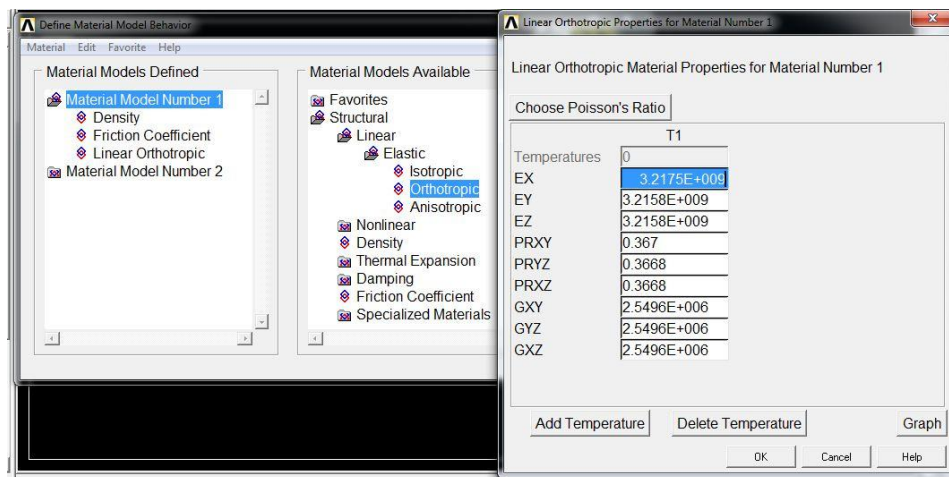 Define Material Model Behavior
Material Edit Favorite Help
Material Models Defined
Material Model Number 1
Density
Friction Coefficient
Linear Orthotropic
Material Model Number 2
Material Models Available
Favorites
Structural
Linear
Elastic
Isotropic
Orthotropic
Anisotropic
Nonlinear
Density
Thermal Expansion
Damping
Friction Coefficient
Specialized Materials
Linear Orthotropic Properties for Material Number 1
Linear Orthotropic Material Properties for Material Number 1
Choose Poisson's Ratio
T1
Temperatures 0
EX 3.2175E+009
EY 3.2158E+009
EZ 3.2158E+009
PRXY 0.367
PRYZ 0.3668
PRXZ 0.3668
GXY 2.5496E+006
GYZ 2.5496E+006
GXZ 2.5496E+006
Add Temperature Delete Temperature Graph
OK Cancel Help